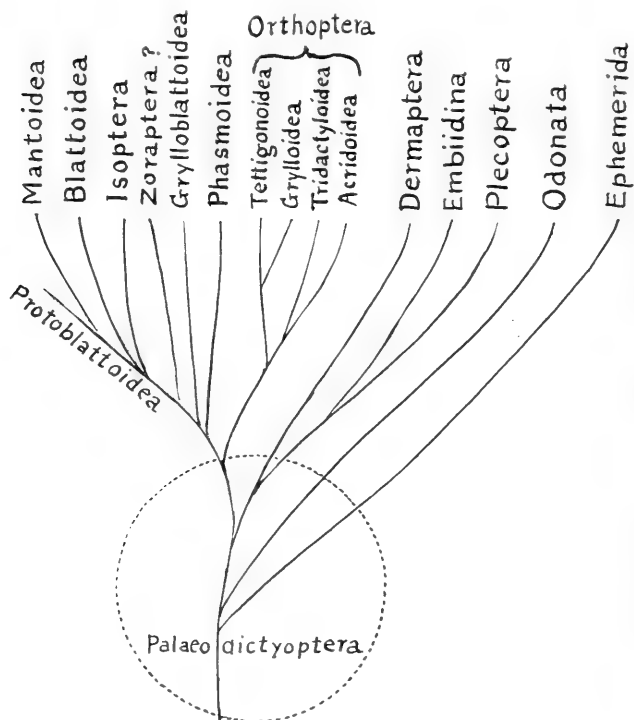 Orthoptera
Mantoidea
Blattoidea
Isoptera
Zoraptera?
Grylloblattoidea
Phasmoidea
Tettigonoidea
Grylloidea
Tridactyloidea
Acridoidea
Dermaptera
Embiidina
Plecoptera
Odonata
Ephemerida
Protoblattoidea
Palaeodictyoptera